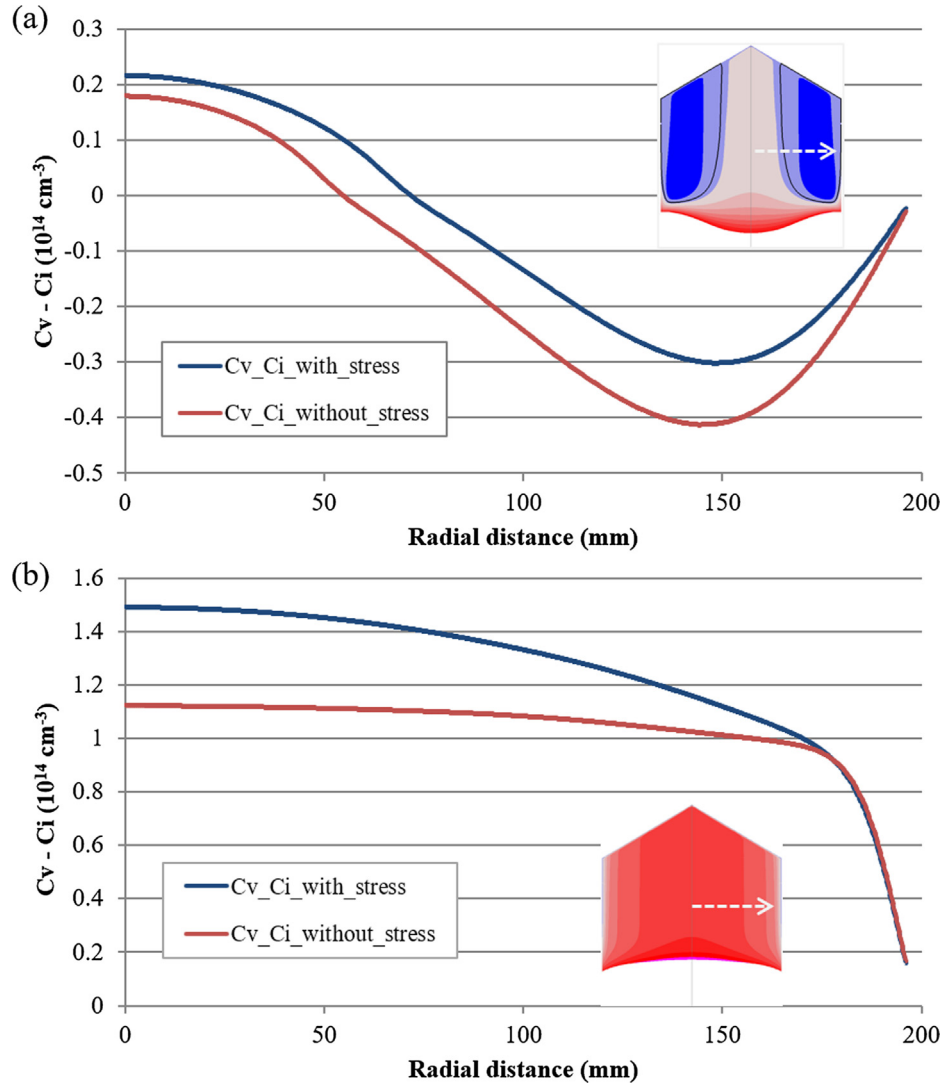 (a)
0.3
0.2
0.1
0
-0.1
-0.2
-0.3
-0.4
-0.5
Cv - Ci (10¹⁴ cm⁻³)
Cv_Ci_with_stress
Cv_Ci_without_stress
0 50 100 150 200
Radial distance (mm)
(b)
1.6
1.4
1.2
1
0.8
0.6
0.4
0.2
0
Cv - Ci (10¹⁴ cm⁻³)
Cv_Ci_with_stress
Cv_Ci_without_stress
0 50 100 150 200
Radial distance (mm)